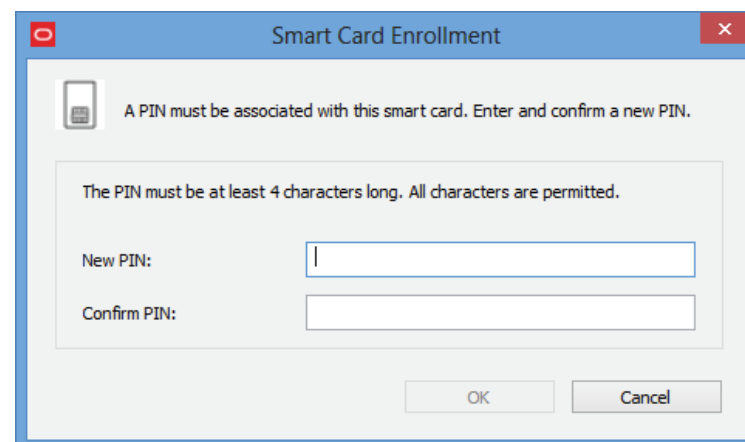 Smart Card Enrollment
A PIN must be associated with this smart card. Enter and confirm a new PIN.
The PIN must be at least 4 characters long. All characters are permitted.
New PIN:
Confirm PIN:
OK
Cancel